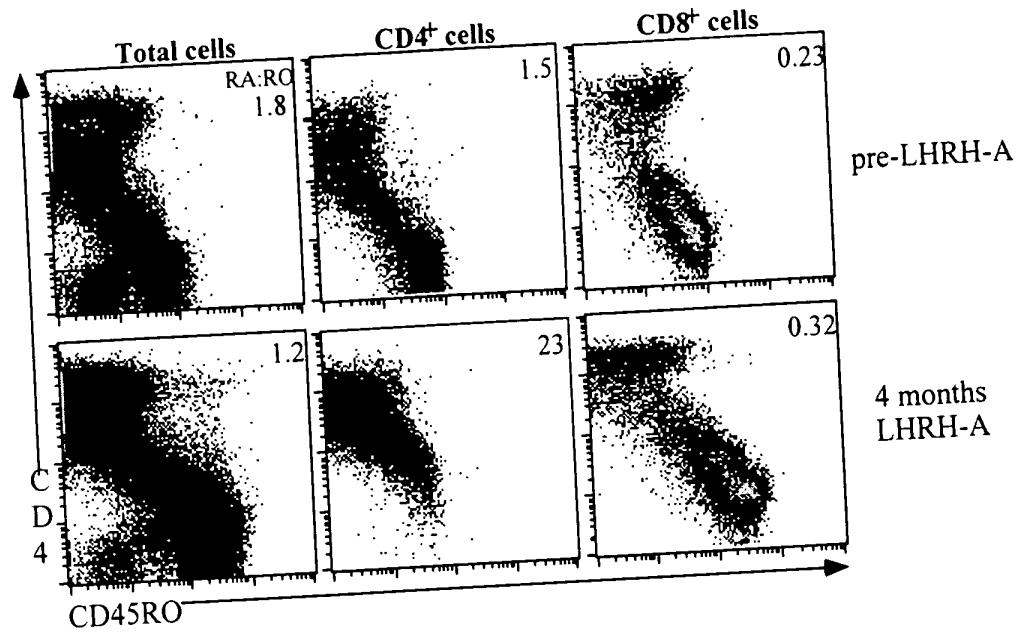 Total cells
CD4+ cells
CD8+ cells
RA:RO
1.8
1.5
0.23
pre-LHRH-A
1.2
23
0.32
4 months
LHRH-A
C
D
4
CD45RO